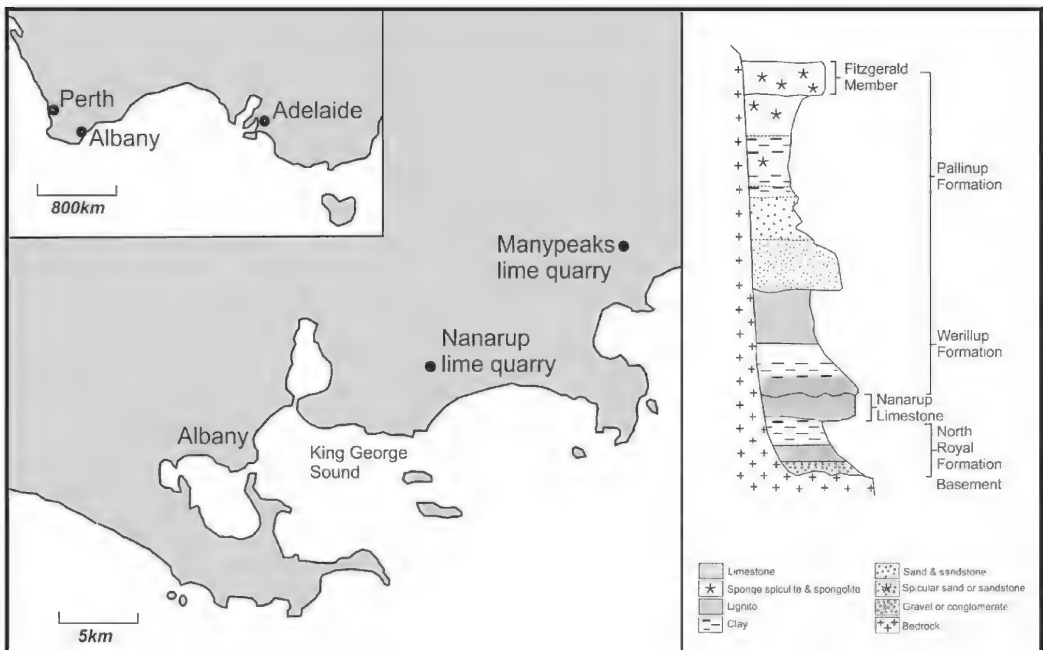 Perth
Albany
Adelaide
800km
Manypeaks
lime quarry
Nanarup
lime quarry
Albany
King George
Sound
5km
Fitzgerald
Member
Pallinup
Formation
Werillup
Formation
Nanarup
Limestone
North
Royal
Formation
Basement
Limestone
Sponge spiculite & spongolite
Lignite
Clay
Sand & sandstone
Spicular sand or sandstone
Gravel or conglomerate
Bedrock